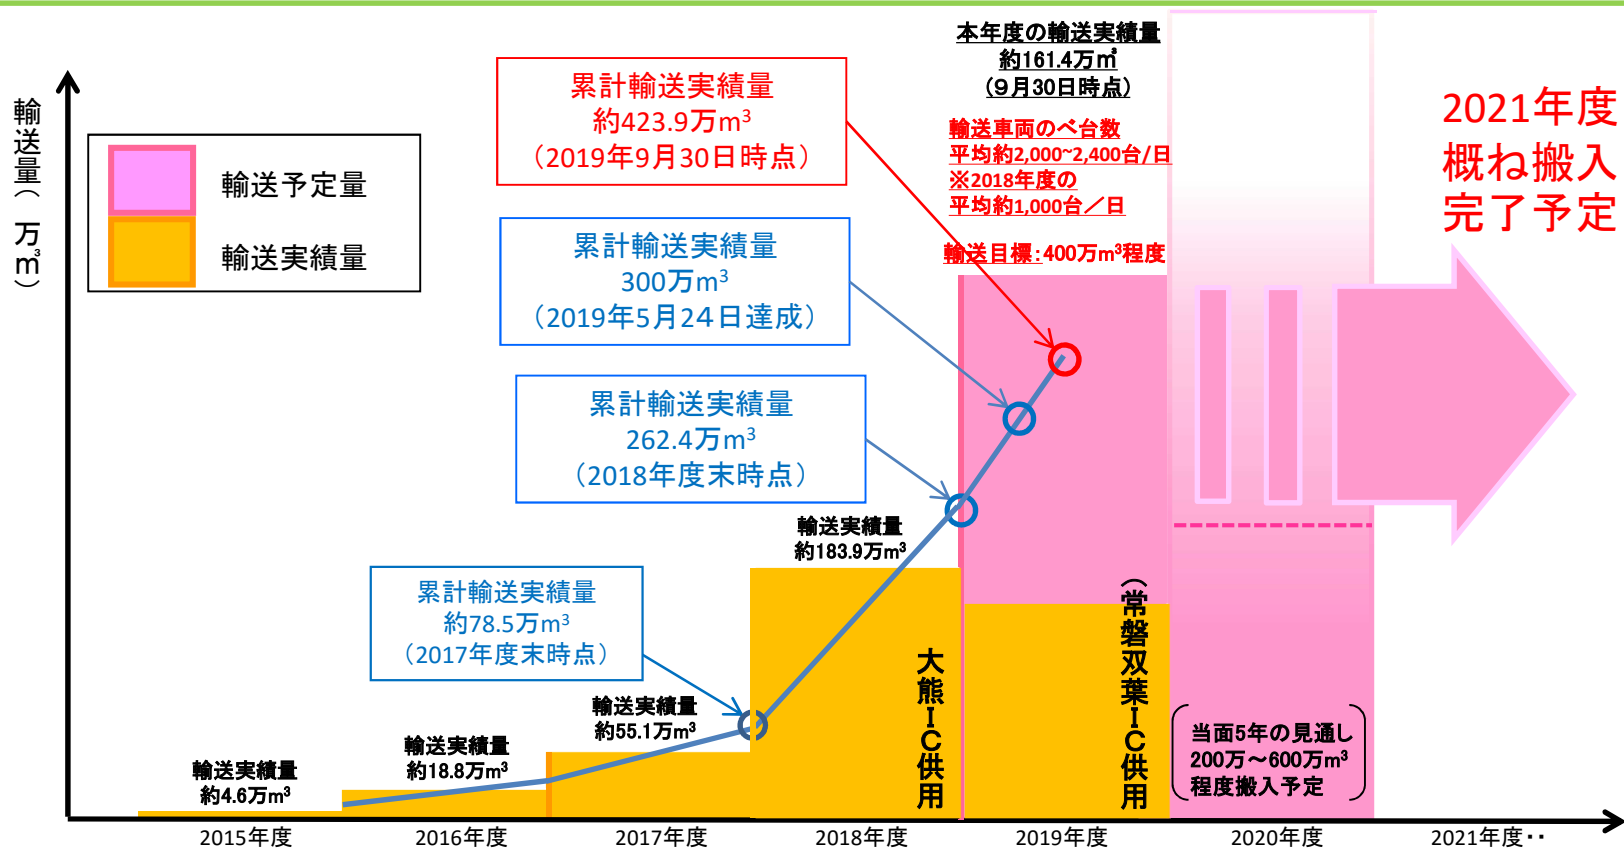 輸送量（万㎥）
輸送予定量
輸送実績量
累計輸送実績量
約423.9万m³
（2019年9月30日時点）
累計輸送実績量
300万m³
（2019年5月24日達成）
累計輸送実績量
262.4万m³
（2018年度末時点）
累計輸送実績量
約78.5万m³
（2017年度末時点）
本年度の輸送実績量
約161.4万㎥
(9月30日時点)
輸送車両のべ台数
平均約2,000~2,400台/日
※2018年度の
平均約1,000台／日
輸送目標：400万m³程度
2021年度
概ね搬入
完了予定
輸送実績量
約4.6万m³
輸送実績量
約18.8万m³
輸送実績量
約55.1万m³
輸送実績量
約183.9万m³
大熊IC供用
（常磐双葉IC供用
当面5年の見通し
200万～600万m³
程度搬入予定
2015年度
2016年度
2017年度
2018年度
2019年度
2020年度
2021年度‥